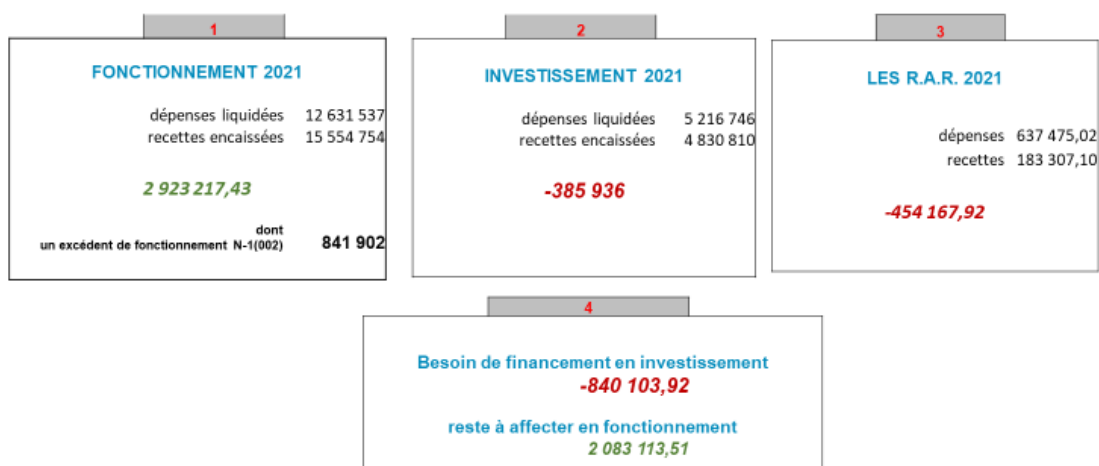 1
FONCTIONNEMENT 2021
dépenses liquidées 12 631 537
recettes encaissées 15 554 754
2 923 217,43
dont
un excédent de fonctionnement N-1(002) 841 902
2
INVESTISSEMENT 2021
dépenses liquidées 5 216 746
recettes encaissées 4 830 810
-385 936
3
LES R.A.R. 2021
dépenses 637 475,02
recettes 183 307,10
-454 167,92
4
Besoin de financement en investissement
-840 103,92
reste à affecter en fonctionnement
2 083 113,51